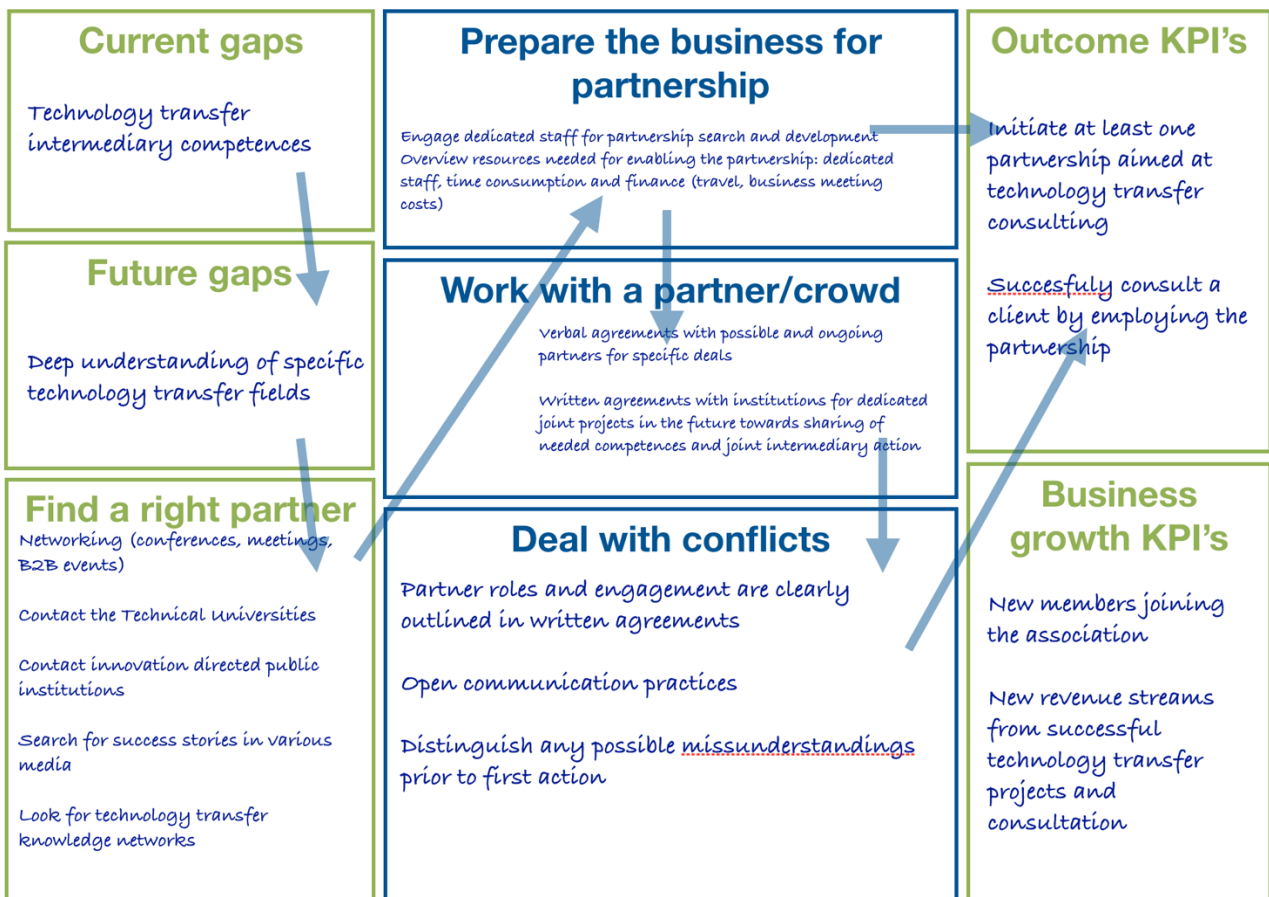 Current gaps
Technology transfer
intermediary competences
Future gaps
Deep understanding of specific
technology transfer fields
Find a right partner
Networking (conferences, meetings,
B2B events)
Contact the Technical Universities
Contact innovation directed public
institutions
Search for success stories in various
media
Look for technology transfer
knowledge networks
Prepare the business for
partnership
Engage dedicated staff for partnership search and development
Overview resources needed for enabling the partnership: dedicated
staff, time consumption and finance (travel, business meeting
costs)
Work with a partner/crowd
Verbal agreements with possible and ongoing
partners for specific deals
Written agreements with institutions for dedicated
joint projects in the future towards sharing of
needed competences and joint intermediary action
Deal with conflicts
Partner roles and engagement are clearly
outlined in written agreements
Open communication practices
Distinguish any possible missunderstandings
prior to first action
Outcome KPI's
Initiate at least one
partnership aimed at
technology transfer
consulting
Succesfuly consult a
client by employing the
partnership
Business
growth KPI's
New members joining
the association
New revenue streams
from successful
technology transfer
projects and
consultation